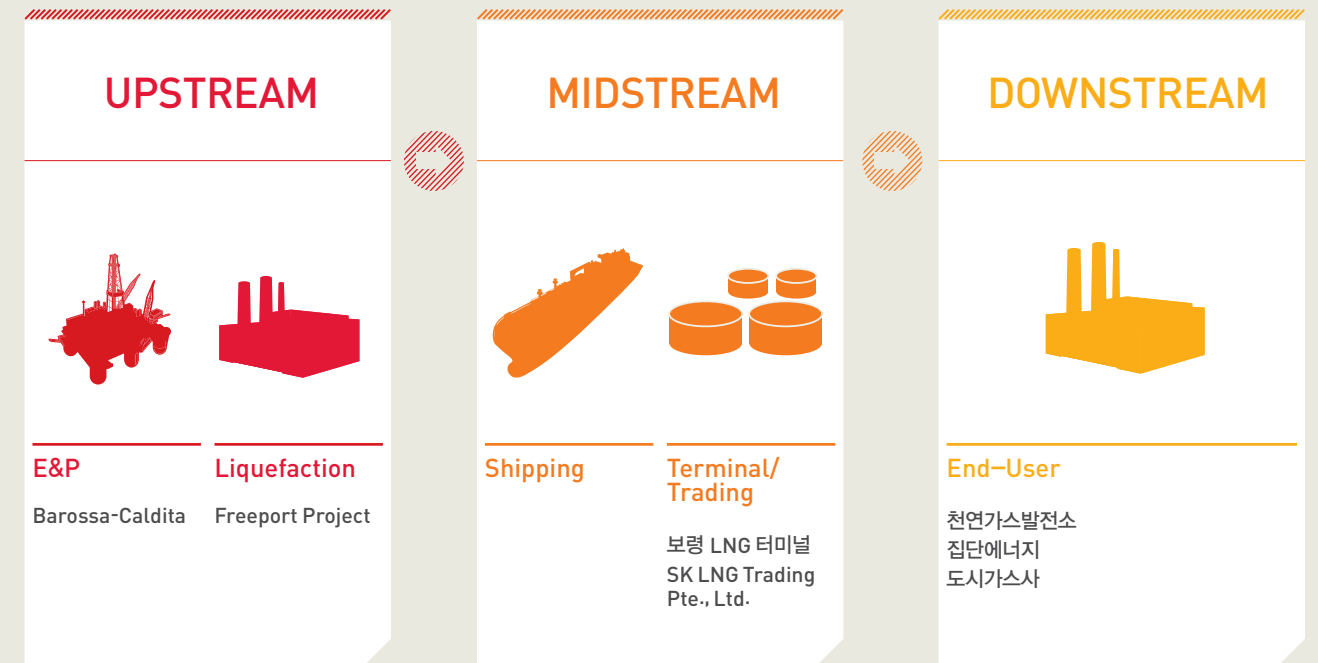 UPSTREAM
E&P
Barossa-Caldita
Liquefaction
Freeport Project
MIDSTREAM
Shipping
Terminal/
Trading
보령 LNG 터미널
SK LNG Trading
Pte., Ltd.
DOWNSTREAM
End–User
천연가스발전소
집단에너지
도시가스사